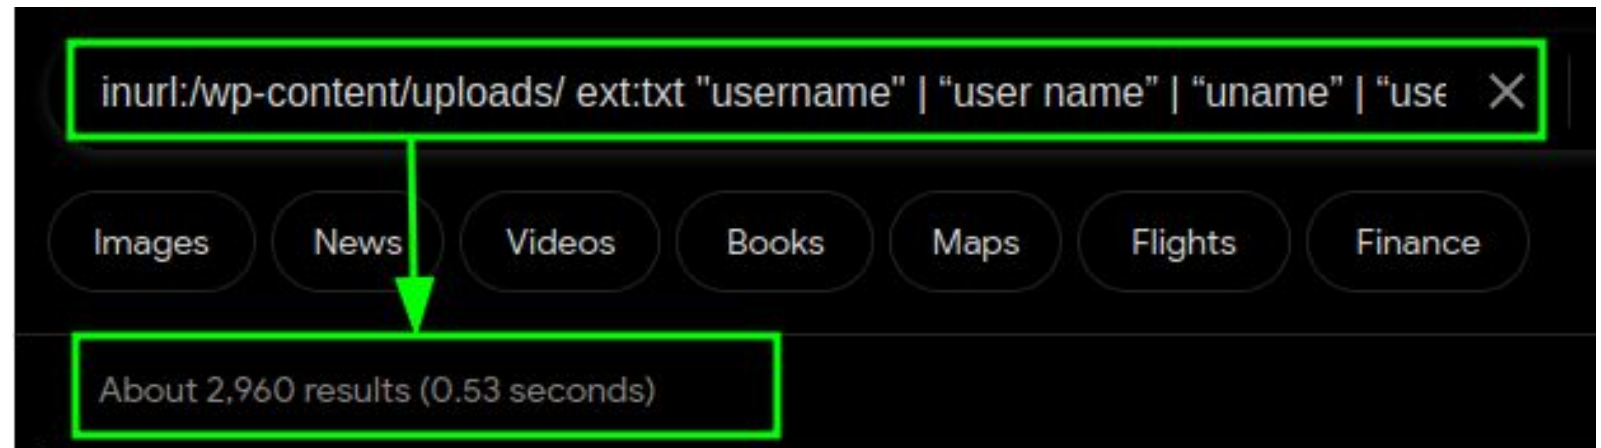 inurl:/wp-content/uploads/ ext:txt "username" | “user name” | “uname” | “use
Images News Videos Books Maps Flights Finance
About 2,960 results (0.53 seconds)